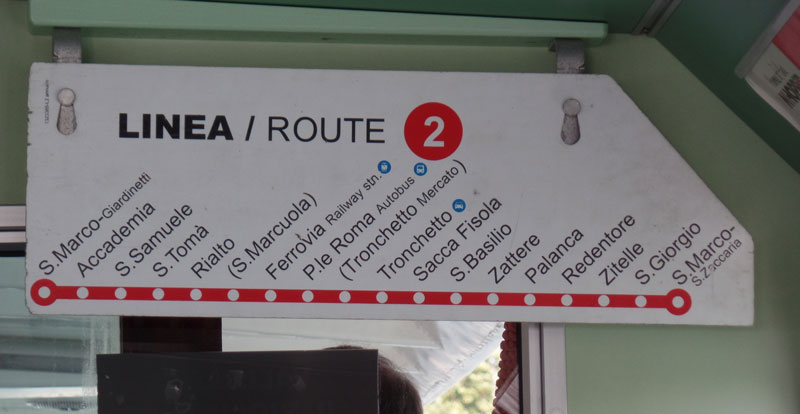 LINEA / ROUTE 2
S.Marco-Giardinetti
Accademia
S.Samuele
S.Tomà
Rialto
(S.Marcuola)
Ferrovia Railway stn.
P.le Roma Autobus
(Tronchetto Mercato)
Tronchetto
Sacca Fisola
S.Basilio
Zattere
Palanca
Redentore
Zitelle
S.Giorgio
S.Marco-
S.Zaccaria